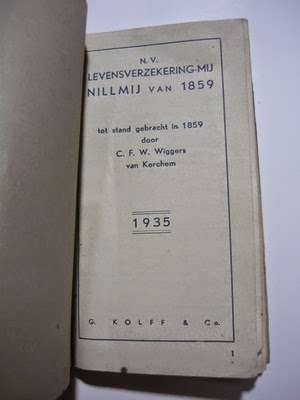 N. V.
LEVENSVERZEKERING-MIJ
NILLMIJ VAN 1859
tot stand gebracht in 1859
door
C. F. W. Wiggers
van Kerchem
1935
G. KOLFF & Co.
1